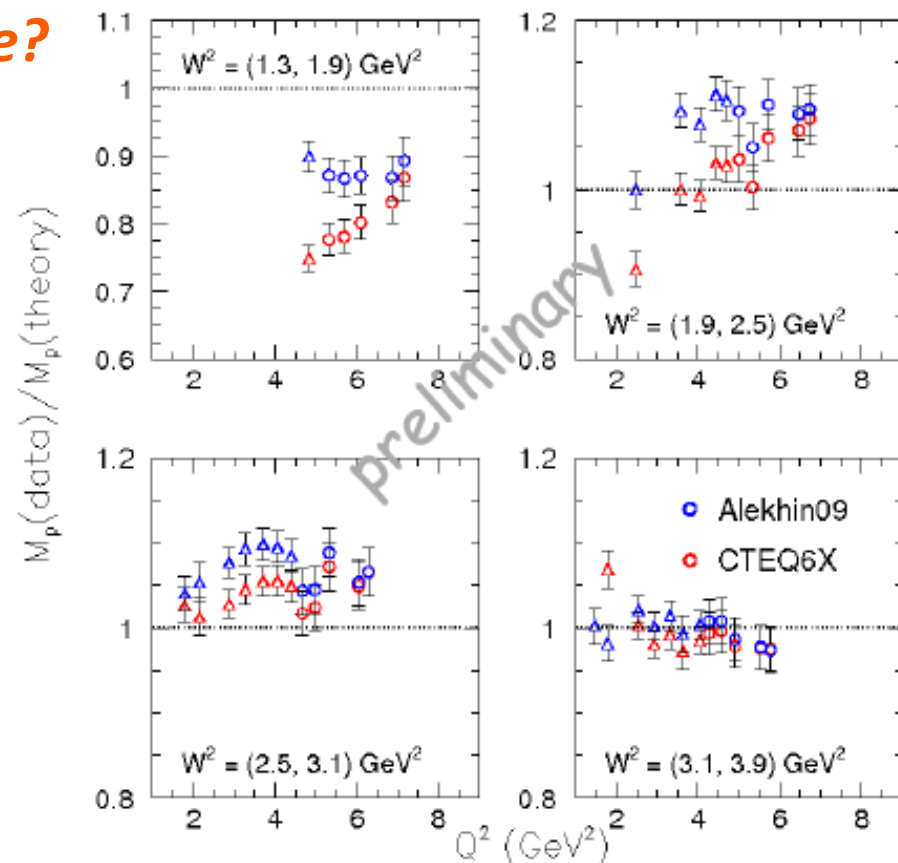 e?
1.1
1
0.9
0.8
0.7
0.6
W² = (1.3, 1.9) GeV²
2 4 6 8
1.2
1
0.8
W² = (1.9, 2.5) GeV²
2 4 6 8
preliminary
M_p(data)/M_p(theory)
1.2
1
0.8
W² = (2.5, 3.1) GeV²
2 4 6 8
1.2
1
0.8
Alekhin09
CTEQ6X
W² = (3.1, 3.9) GeV²
2 4 6 8
Q² (GeV²)